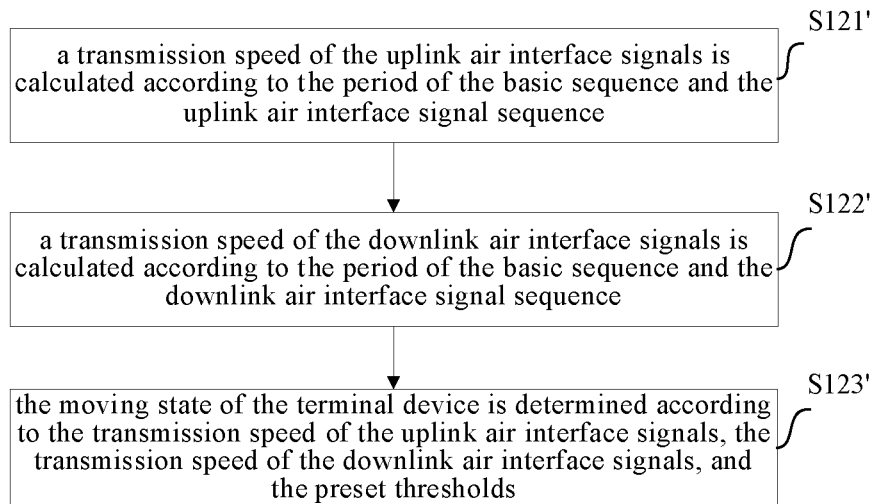 S121'
a transmission speed of the uplink air interface signals is
calculated according to the period of the basic sequence and the
uplink air interface signal sequence
S122'
a transmission speed of the downlink air interface signals is
calculated according to the period of the basic sequence and the
downlink air interface signal sequence
S123'
the moving state of the terminal device is determined according
to the transmission speed of the uplink air interface signals, the
transmission speed of the downlink air interface signals, and
the preset thresholds